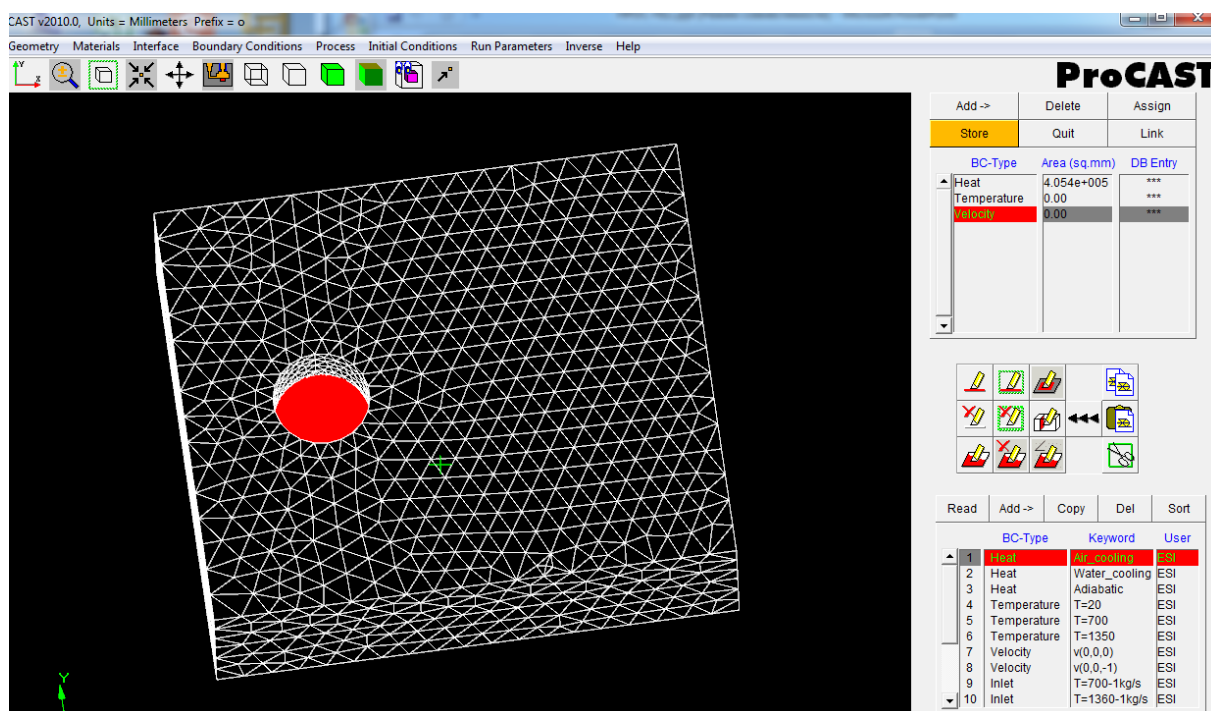 CAST v2010.0, Units = Millimeters Prefix = o
Geometry Materials Interface Boundary Conditions Process Initial Conditions Run Parameters Inverse Help
ProCAST
Add -> Delete Assign
Store Quit Link
BC-Type Area (sq.mm) DB Entry
Heat 4.054e+005 ***
Temperature 0.00 ***
Velocity 0.00 ***
Read Add -> Copy Del Sort
BC-Type Keyword User
1 Heat Air_cooling ESI
2 Heat Water_cooling ESI
3 Heat Adiabatic ESI
4 Temperature T=20 ESI
5 Temperature T=700 ESI
6 Temperature T=1350 ESI
7 Velocity v(0,0,0) ESI
8 Velocity v(0,0,-1) ESI
9 Inlet T=700-1kg/s ESI
10 Inlet T=1360-1kg/s ESI
Y